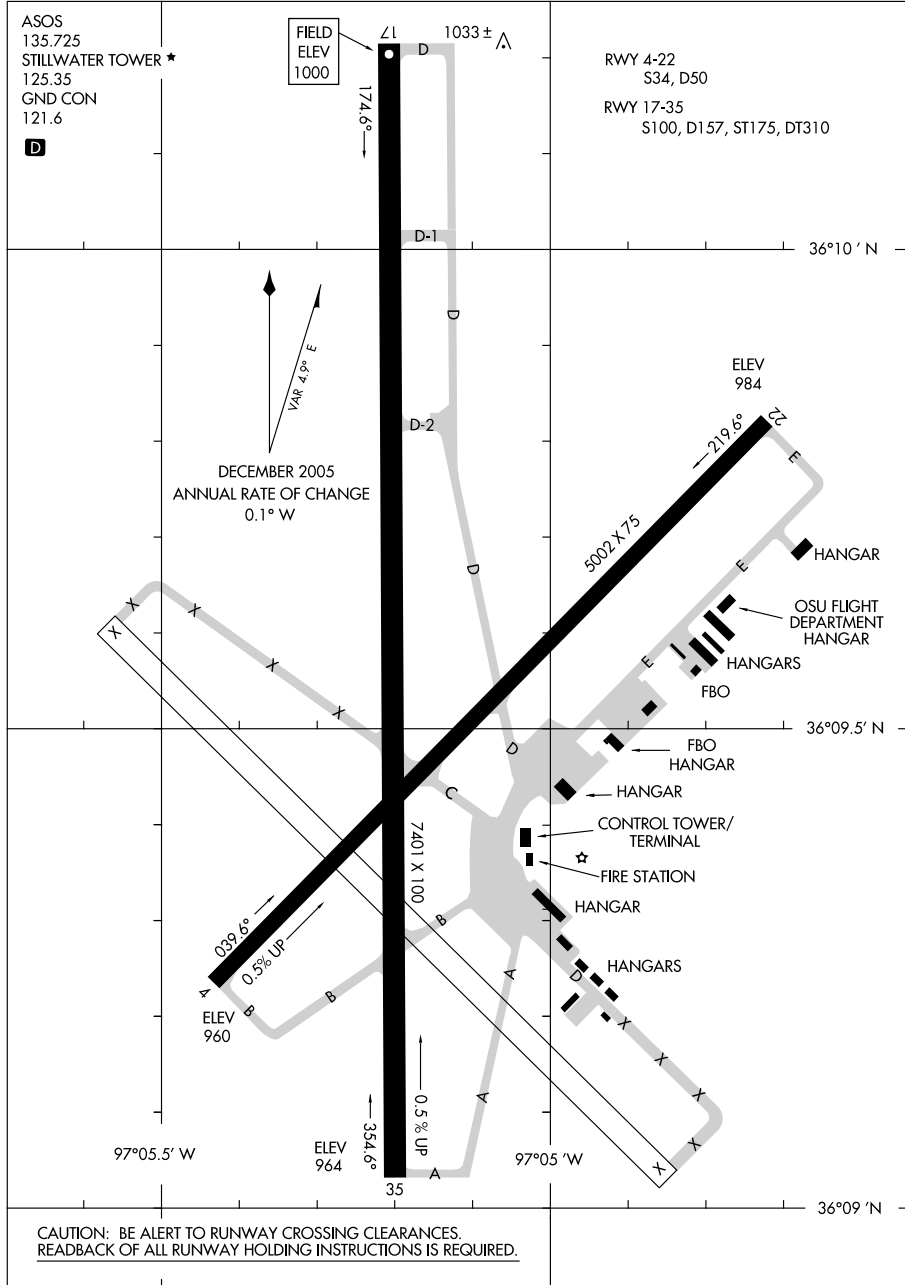 ASOS
135.725
STILLWATER TOWER ★
125.35
GND CON
121.6
D
FIELD
ELEV
1000
17
D
1033 ±
RWY 4-22
S34, D50
RWY 17-35
S100, D157, ST175, DT310
174.6°
D-1
36°10' N
VAR 4.9° E
D
ELEV
984
22
D-2
219.6°
E
DECEMBER 2005
ANNUAL RATE OF CHANGE
0.1° W
5002 X 75
HANGAR
D
E
OSU FLIGHT
DEPARTMENT
HANGAR
X
X
X
X
E
HANGARS
FBO
X
X
36°09.5' N
D
FBO
HANGAR
C
HANGAR
7401 X 100
CONTROL TOWER/
TERMINAL
FIRE STATION
HANGAR
B
039.6°
0.5% UP
HANGARS
A
D
4
B
B
ELEV
960
X
X
X
X
X
A
0.5 % UP
354.6°
97°05.5' W
ELEV
964
97°05' W
A
35
36°09' N
CAUTION: BE ALERT TO RUNWAY CROSSING CLEARANCES.
READBACK OF ALL RUNWAY HOLDING INSTRUCTIONS IS REQUIRED.